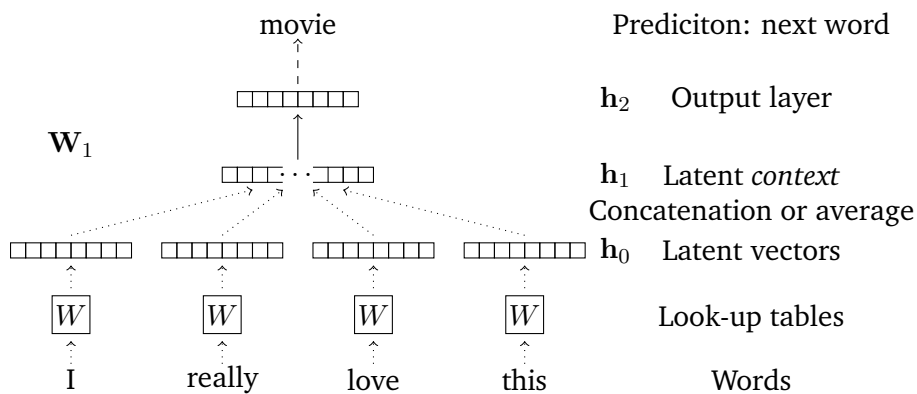 movie Prediciton: next word
h₂ Output layer
W₁
· · · h₁ Latent context
Concatenation or average
h₀ Latent vectors
W W W W Look-up tables
I really love this Words